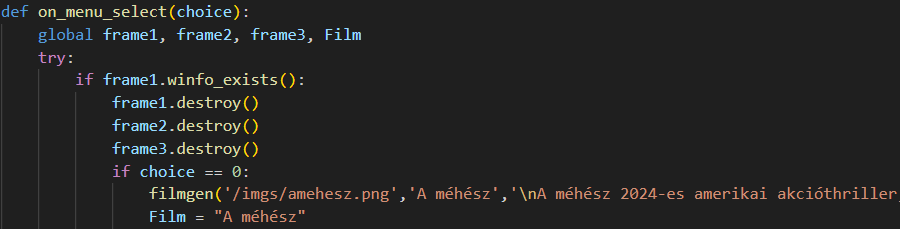 def on_menu_select(choice):
    global frame1, frame2, frame3, Film
    try:
        if frame1.winfo_exists():
            frame1.destroy()
            frame2.destroy()
            frame3.destroy()
            if choice == 0:
                filmgen('/imgs/amehesz.png','A méhész','\nA méhész 2024-es amerikai akcióthriller,
                Film = "A méhész"